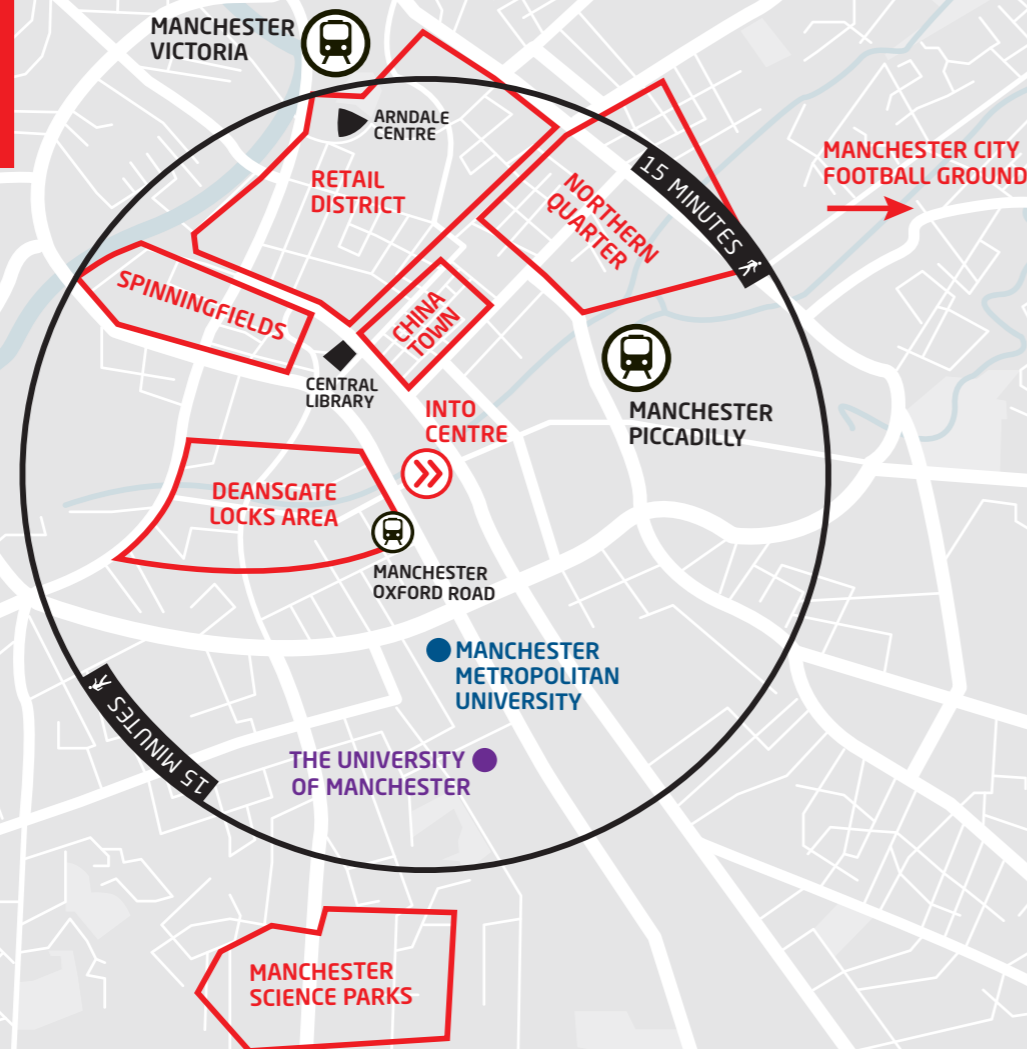 MANCHESTER
VICTORIA
ARNDALE
CENTRE
RETAIL
DISTRICT
NORTHERN
QUARTER
15 MINUTES
MANCHESTER CITY
FOOTBALL GROUND
SPINNINGFIELDS
CHINA
TOWN
CENTRAL
LIBRARY
INTO
CENTRE
MANCHESTER
PICCADILLY
DEANSGATE
LOCKS AREA
MANCHESTER
OXFORD ROAD
MANCHESTER
METROPOLITAN
UNIVERSITY
15 MINUTES
THE UNIVERSITY
OF MANCHESTER
MANCHESTER
SCIENCE PARKS